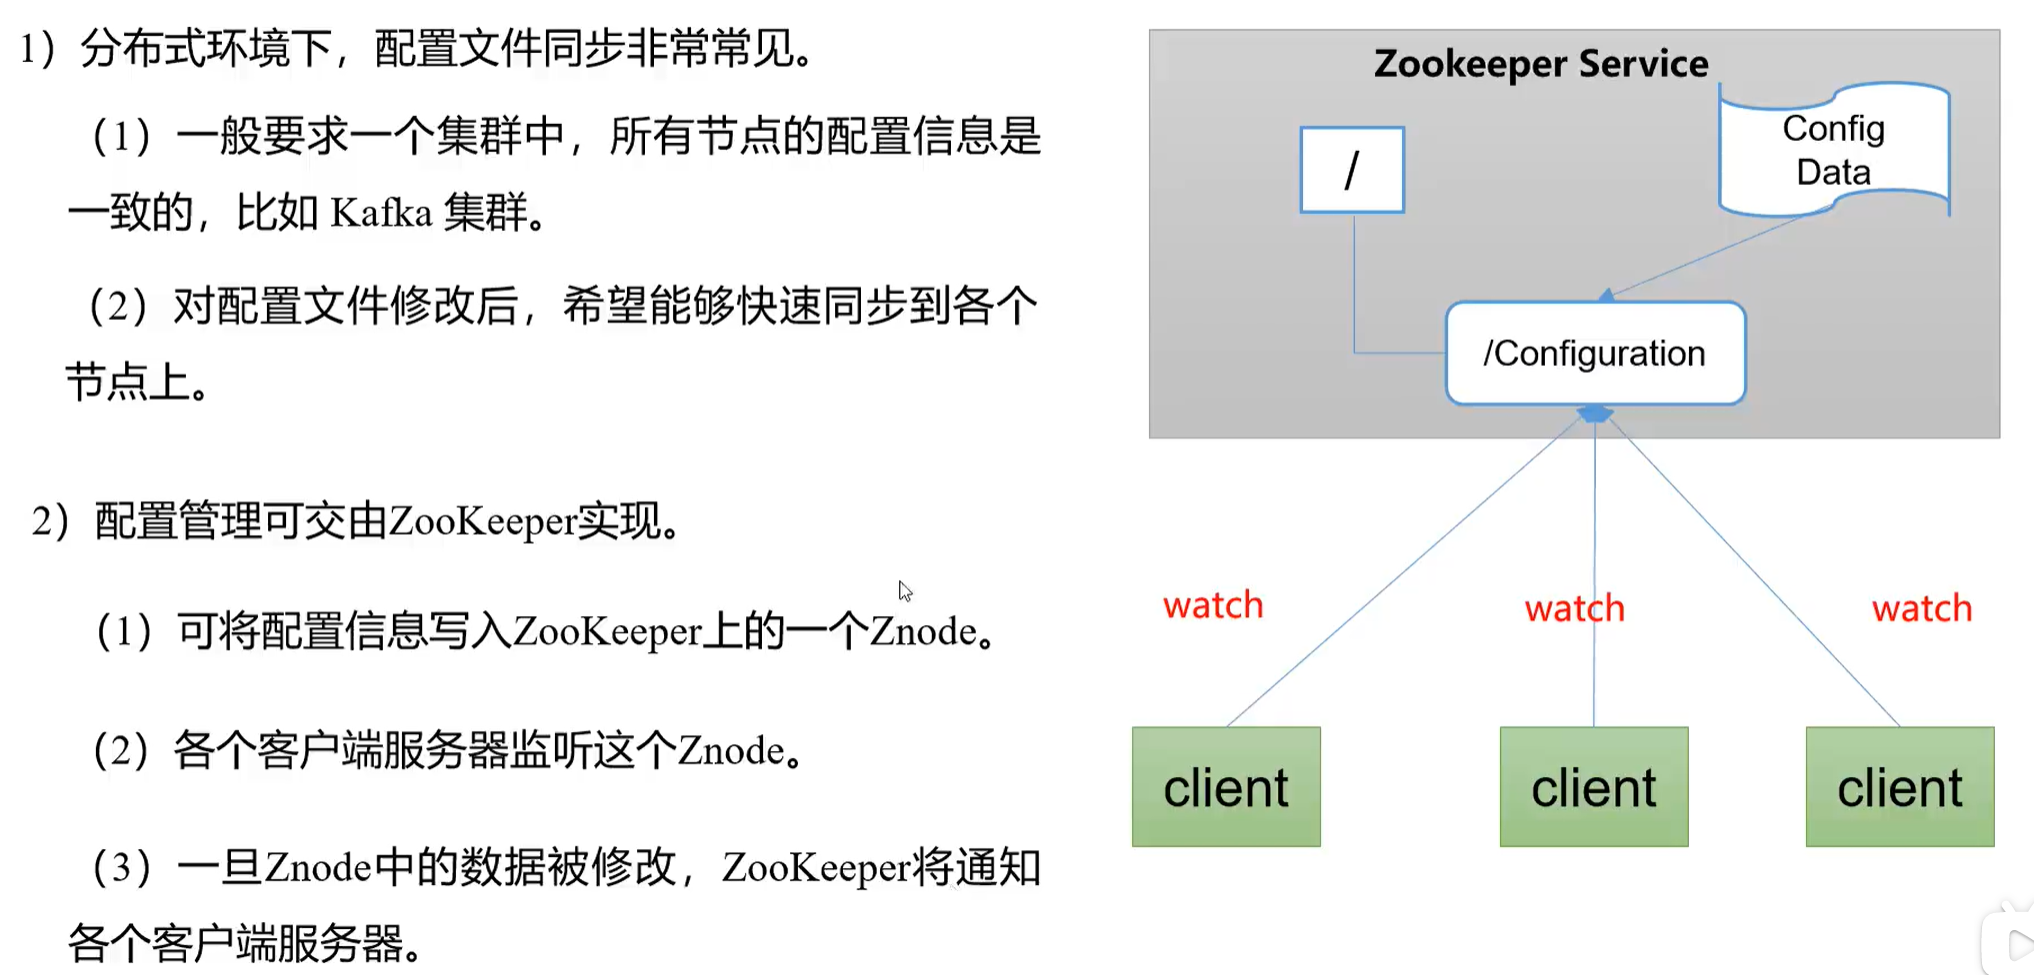 1）分布式环境下，配置文件同步非常常见。
（1）一般要求一个集群中，所有节点的配置信息是
一致的，比如 Kafka 集群。
（2）对配置文件修改后，希望能够快速同步到各个
节点上。
2）配置管理可交由ZooKeeper实现。
（1）可将配置信息写入ZooKeeper上的一个Znode。
（2）各个客户端服务器监听这个Znode。
（3）一旦Znode中的数据被修改，ZooKeeper将通知
各个客户端服务器。
Zookeeper Service
/
Config
Data
/Configuration
watch
watch
watch
client
client
client